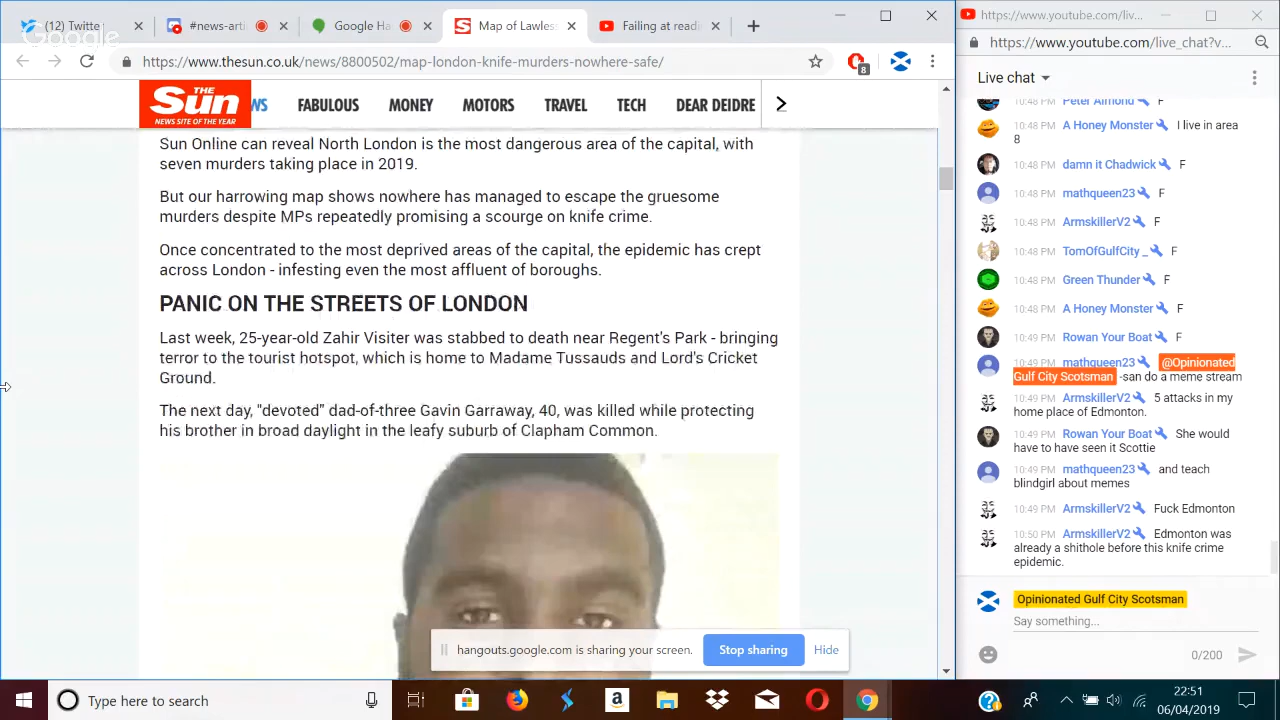 (12) Twitter
#news-arti
Google Ha
Map of Lawles
Failing at readi
Google
https://www.thesun.co.uk/news/8800502/map-london-knife-murders-nowhere-safe/
8
THE Sun
NEWS SITE OF THE YEAR
WS FABULOUS MONEY MOTORS TRAVEL TECH DEAR DEIDRE
Sun Online can reveal North London is the most dangerous area of the capital, with
seven murders taking place in 2019.
But our harrowing map shows nowhere has managed to escape the gruesome
murders despite MPs repeatedly promising a scourge on knife crime.
Once concentrated to the most deprived areas of the capital, the epidemic has crept
across London - infesting even the most affluent of boroughs.
PANIC ON THE STREETS OF LONDON
Last week, 25-year-old Zahir Visiter was stabbed to death near Regent's Park - bringing
terror to the tourist hotspot, which is home to Madame Tussauds and Lord's Cricket
Ground.
The next day, "devoted" dad-of-three Gavin Garraway, 40, was killed while protecting
his brother in broad daylight in the leafy suburb of Clapham Common.
hangouts.google.com is sharing your screen. Stop sharing Hide
https://www.youtube.com/liv...
https://www.youtube.com/live_chat?v...
Live chat
10:48 PM Peter Almond F
10:48 PM A Honey Monster I live in area
8
10:48 PM damn it Chadwick F
10:48 PM mathqueen23 F
10:48 PM ArmskillerV2 F
10:48 PM TomOfGulfCity _ F
10:48 PM Green Thunder F
10:48 PM A Honey Monster F
10:49 PM Rowan Your Boat F
10:49 PM mathqueen23 @Opinionated
Gulf City Scotsman -san do a meme stream
10:49 PM ArmskillerV2 5 attacks in my
home place of Edmonton.
10:49 PM Rowan Your Boat She would
have to have seen it Scottie
10:49 PM mathqueen23 and teach
blindgirl about memes
10:49 PM ArmskillerV2 Fuck Edmonton
10:50 PM ArmskillerV2 Edmonton was
already a shithole before this knife crime
epidemic.
Opinionated Gulf City Scotsman
Say something...
0/200
Type here to search
22:51
06/04/2019